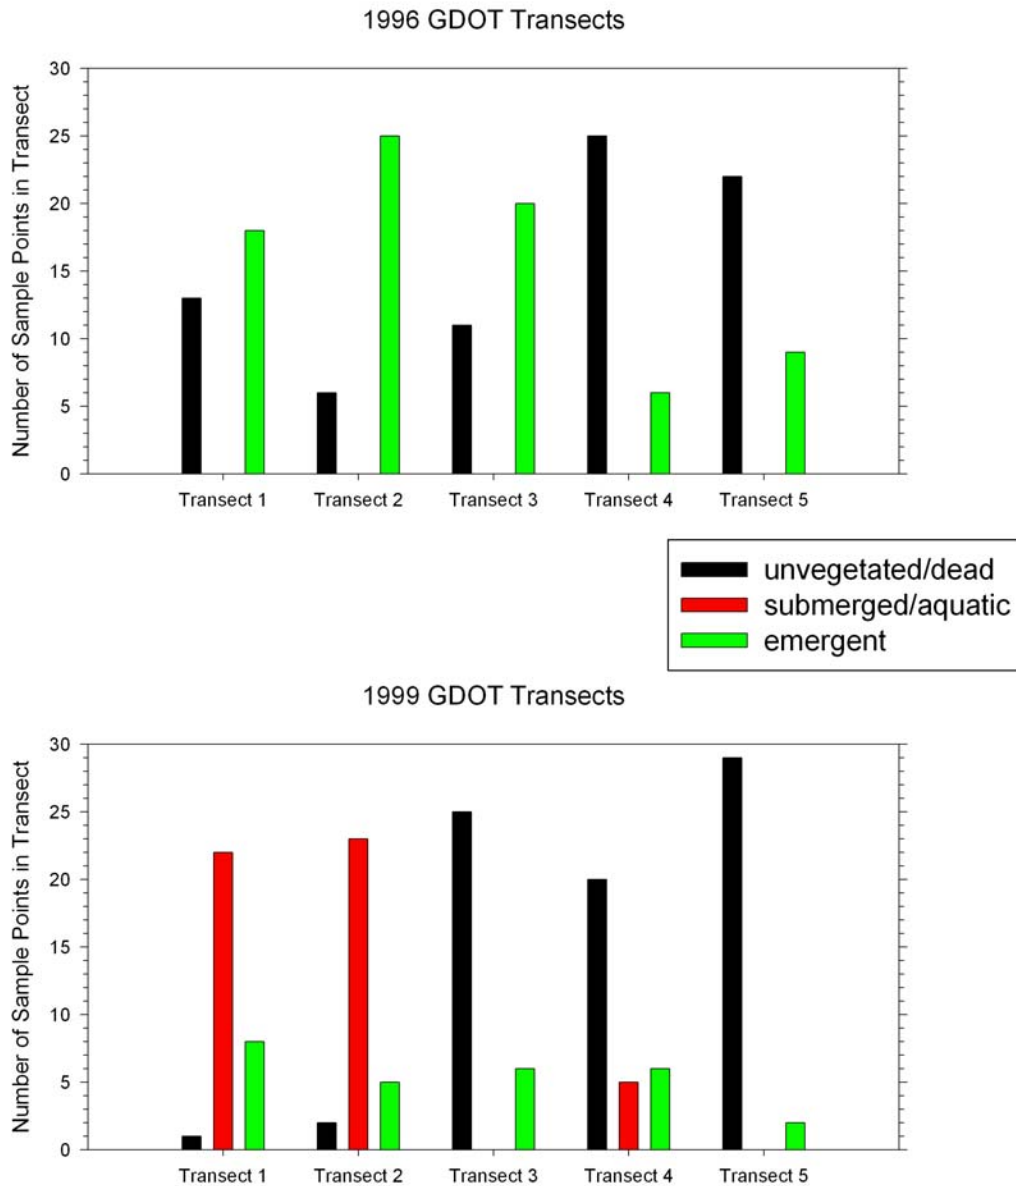 1996 GDOT Transects
Number of Sample Points in Transect
30
25
20
15
10
5
0
Transect 1 Transect 2 Transect 3 Transect 4 Transect 5
unvegetated/dead
submerged/aquatic
emergent
1999 GDOT Transects
Number of Sample Points in Transect
30
25
20
15
10
5
0
Transect 1 Transect 2 Transect 3 Transect 4 Transect 5